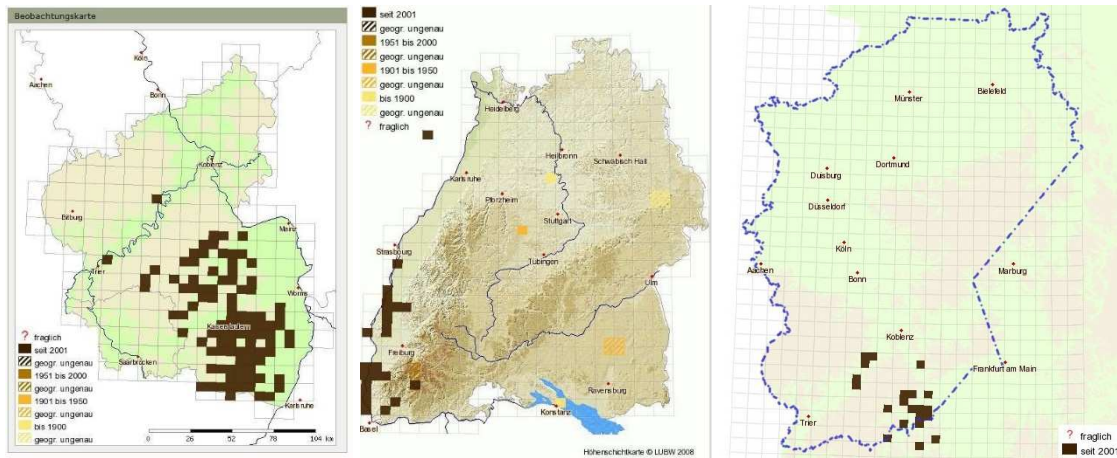 Beobachtungskarte
Köln
Aachen
Bonn
Koblenz
Bitburg
Mainz
Trier
Worms
Kaiserslautern
Saarbrücken
Karlsruhe
? fraglich
seit 2001
geogr. ungenau
1951 bis 2000
geogr. ungenau
1901 bis 1950
geogr. ungenau
bis 1900
geogr. ungenau
0 26 52 78 104 km
seit 2001
geogr. ungenau
1951 bis 2000
geogr. ungenau
1901 bis 1950
bis 1900
geogr. ungenau
? fraglich
Heidelberg
Heilbronn
Schwäbisch Hall
Karlsruhe
Pforzheim
Stuttgart
Strasbourg
Tübingen
Ulm
Freiburg
Ravensburg
Konstanz
Basel
Höhenschichtkarte © LUBW 2008
Bielefeld
Münster
Dortmund
Duisburg
Düsseldorf
Köln
Aachen
Bonn
Marburg
Koblenz
Frankfurt am Main
Trier
? fraglich
seit 2001